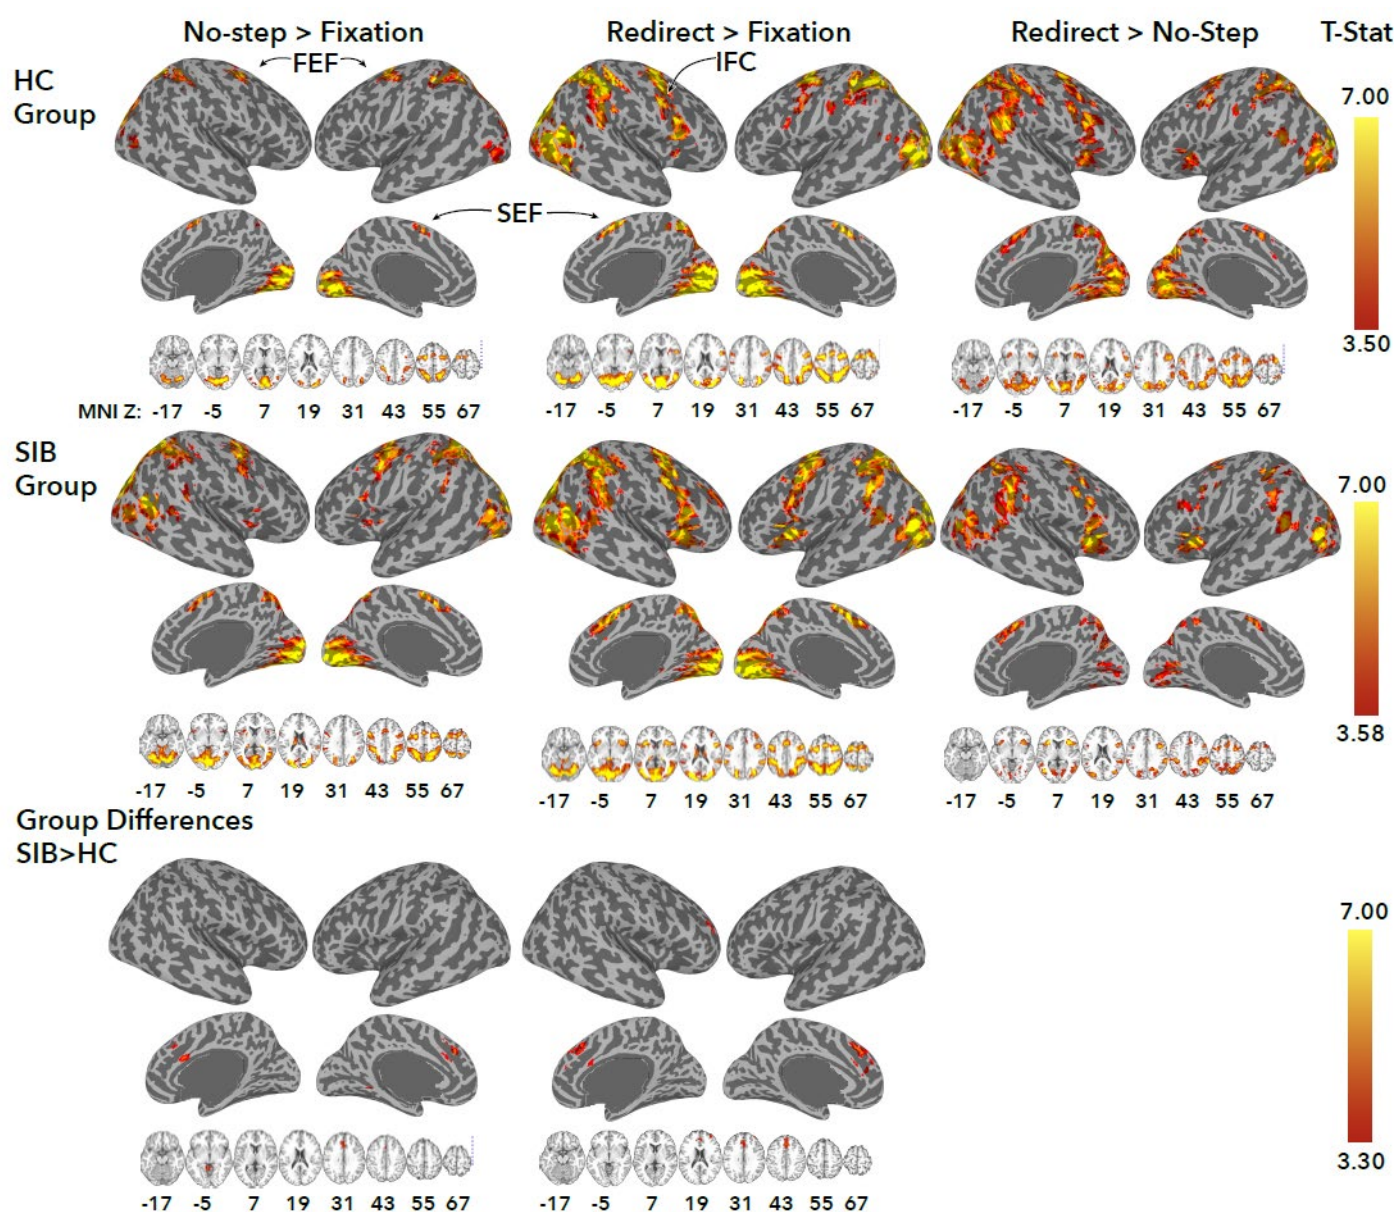 No-step > Fixation
Redirect > Fixation
Redirect > No-Step
T-Stat
HC
Group
FEF
IFC
7.00
SEF
3.50
MNI Z: -17 -5 7 19 31 43 55 67
-17 -5 7 19 31 43 55 67
-17 -5 7 19 31 43 55 67
SIB
Group
7.00
3.58
-17 -5 7 19 31 43 55 67
-17 -5 7 19 31 43 55 67
-17 -5 7 19 31 43 55 67
Group Differences
SIB>HC
7.00
3.30
-17 -5 7 19 31 43 55 67
-17 -5 7 19 31 43 55 67